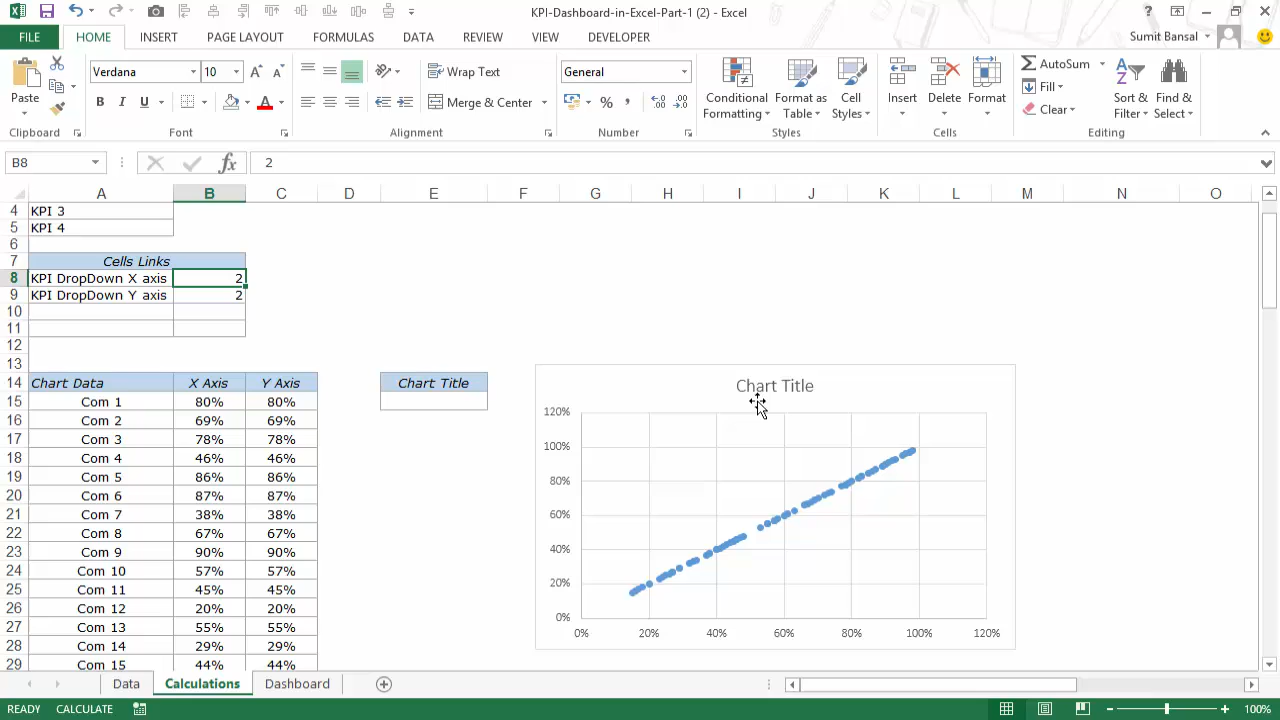 KPI-Dashboard-in-Excel-Part-1 (2) - Excel
FILE HOME INSERT PAGE LAYOUT FORMULAS DATA REVIEW VIEW DEVELOPER Sumit Bansal
Verdana 10 Wrap Text General AutoSum
Paste Conditional Formatting Format as Table Cell Styles Insert Delete Format Fill Sort & Filter Find & Select
B I U Merge & Center % Clear
Clipboard Font Alignment Number Styles Cells Editing
B8 fx 2
A B C D E F G H I J K L M N O
4 KPI 3
5 KPI 4
6
7 Cells Links
8 KPI DropDown X axis 2
9 KPI DropDown Y axis 2
10
11
12
13
14 Chart Data X Axis Y Axis Chart Title
15 Com 1 80% 80%
16 Com 2 69% 69%
17 Com 3 78% 78%
18 Com 4 46% 46%
19 Com 5 86% 86%
20 Com 6 87% 87%
21 Com 7 38% 38%
22 Com 8 67% 67%
23 Com 9 90% 90%
24 Com 10 57% 57%
25 Com 11 45% 45%
26 Com 12 20% 20%
27 Com 13 55% 55%
28 Com 14 29% 29%
29 Com 15 44% 44%
Chart Title
120%
100%
80%
60%
40%
20%
0%
0% 20% 40% 60% 80% 100% 120%
Data Calculations Dashboard
READY CALCULATE 100%